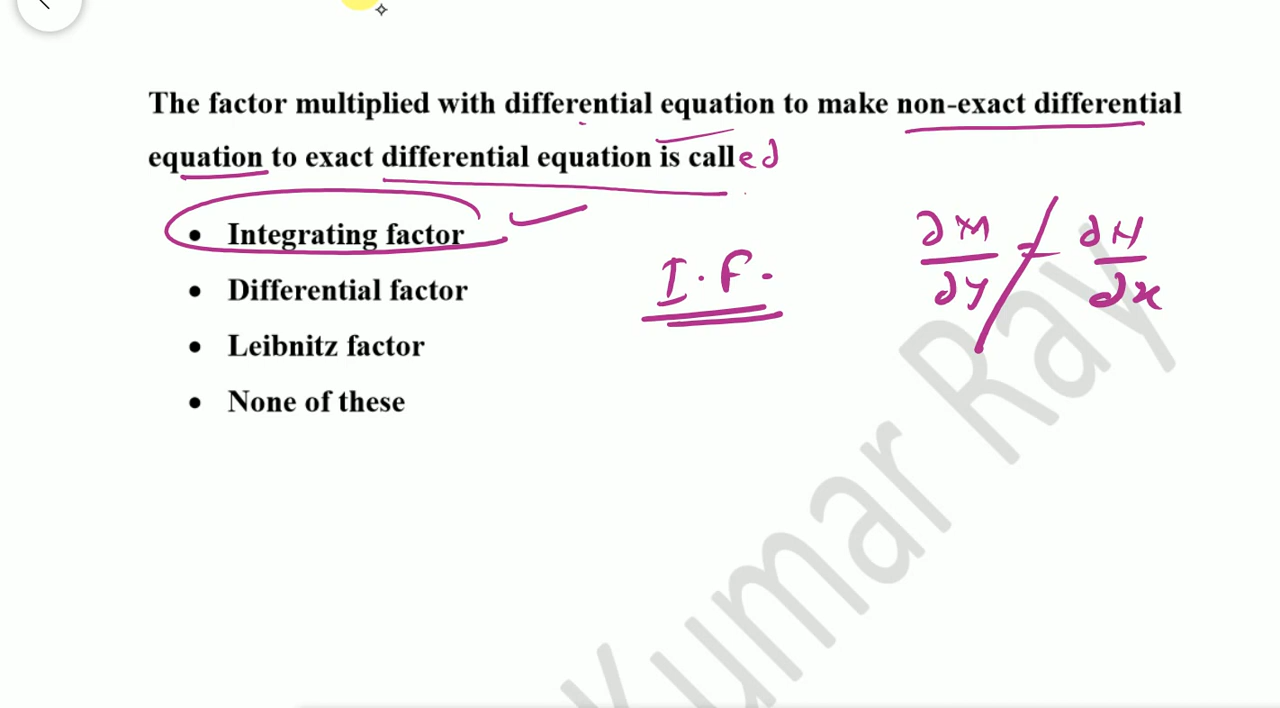 The factor multiplied with differential equation to make non-exact differential
equation to exact differential equation is called
• Integrating factor
• Differential factor
• Leibnitz factor
• None of these
I.F.
∂M/∂y ≠ ∂N/∂x
Kumar Ray